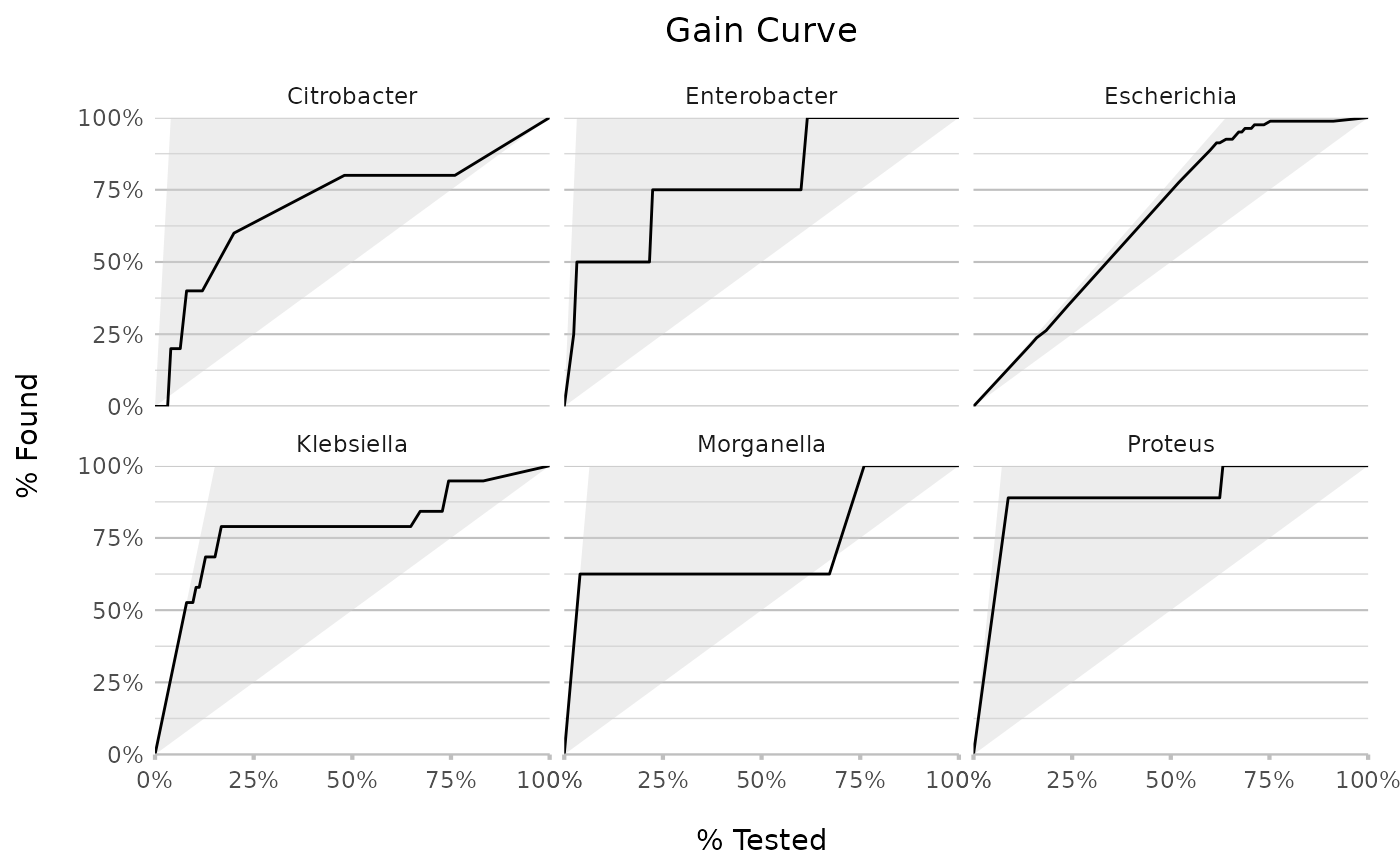 Gain Curve
Citrobacter Enterobacter Escherichia
100%
75%
50%
25%
0%
% Found
Klebsiella Morganella Proteus
100%
75%
50%
25%
0%
0% 25% 50% 75% 100% 0% 25% 50% 75% 100% 0% 25% 50% 75% 100%
% Tested